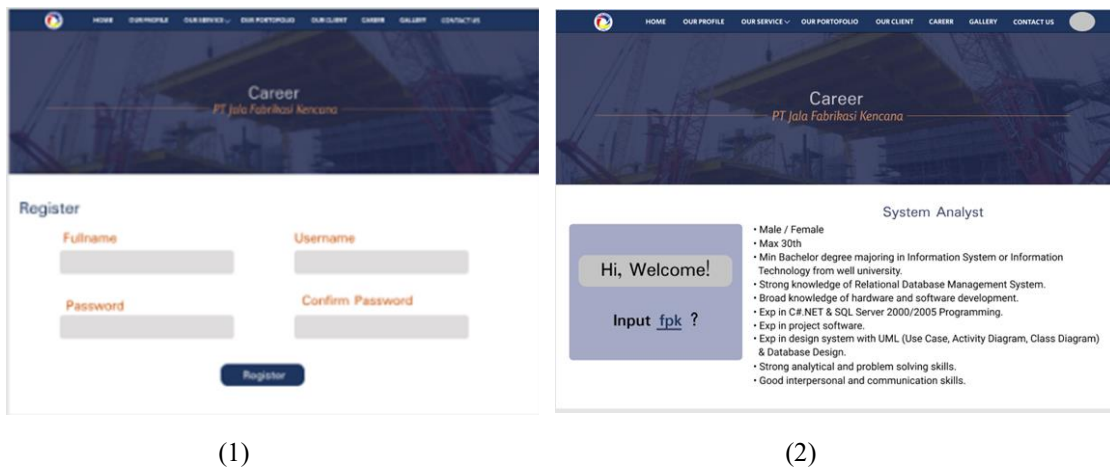 HOME OUR PROFILE OUR SERVICE OUR PORTOFOLIO OUR CLIENT CAREER GALLERY CONTACT US
Career
PT Jala Fabrikasi Kencana
Register
Fullname Username
Password Confirm Password
Register
(1)
HOME OUR PROFILE OUR SERVICE OUR PORTOFOLIO OUR CLIENT CARERR GALLERY CONTACT US
Career
PT Jala Fabrikasi Kencana
Hi, Welcome!
Input fpk ?
System Analyst
• Male / Female
• Max 30th
• Min Bachelor degree majoring in Information System or Information
Technology from well university.
• Strong knowledge of Relational Database Management System.
• Broad knowledge of hardware and software development.
• Exp in C#.NET & SQL Server 2000/2005 Programming.
• Exp in project software.
• Exp in design system with UML (Use Case, Activity Diagram, Class Diagram)
& Database Design.
• Strong analytical and problem solving skills.
• Good interpersonal and communication skills.
(2)